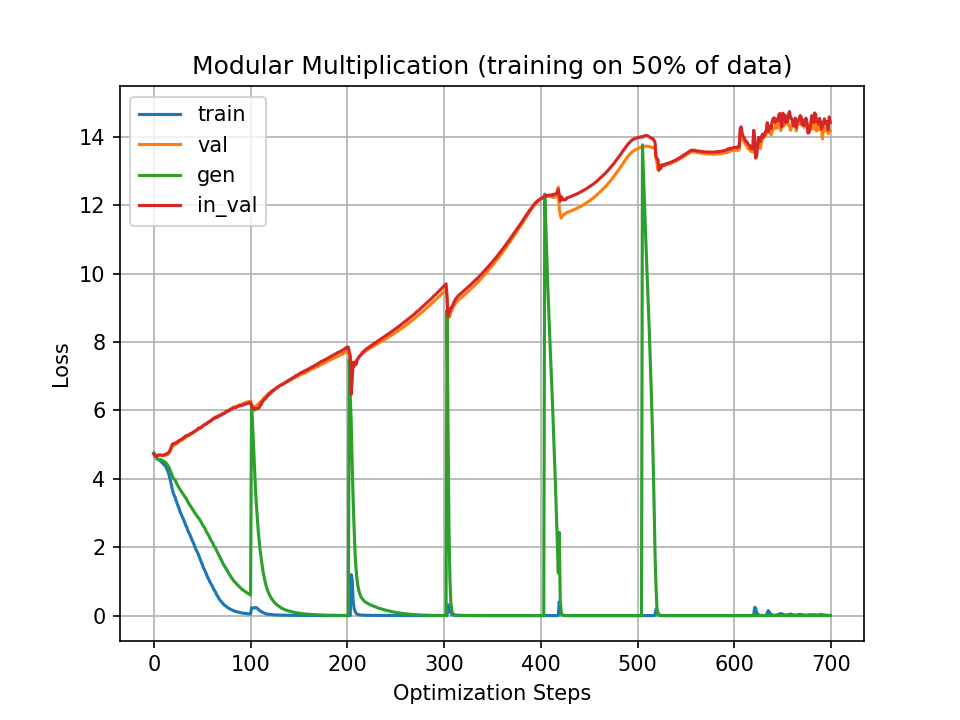 Modular Multiplication (training on 50% of data)
train
val
gen
in_val
Loss
14
12
10
8
6
4
2
0
0 100 200 300 400 500 600 700
Optimization Steps